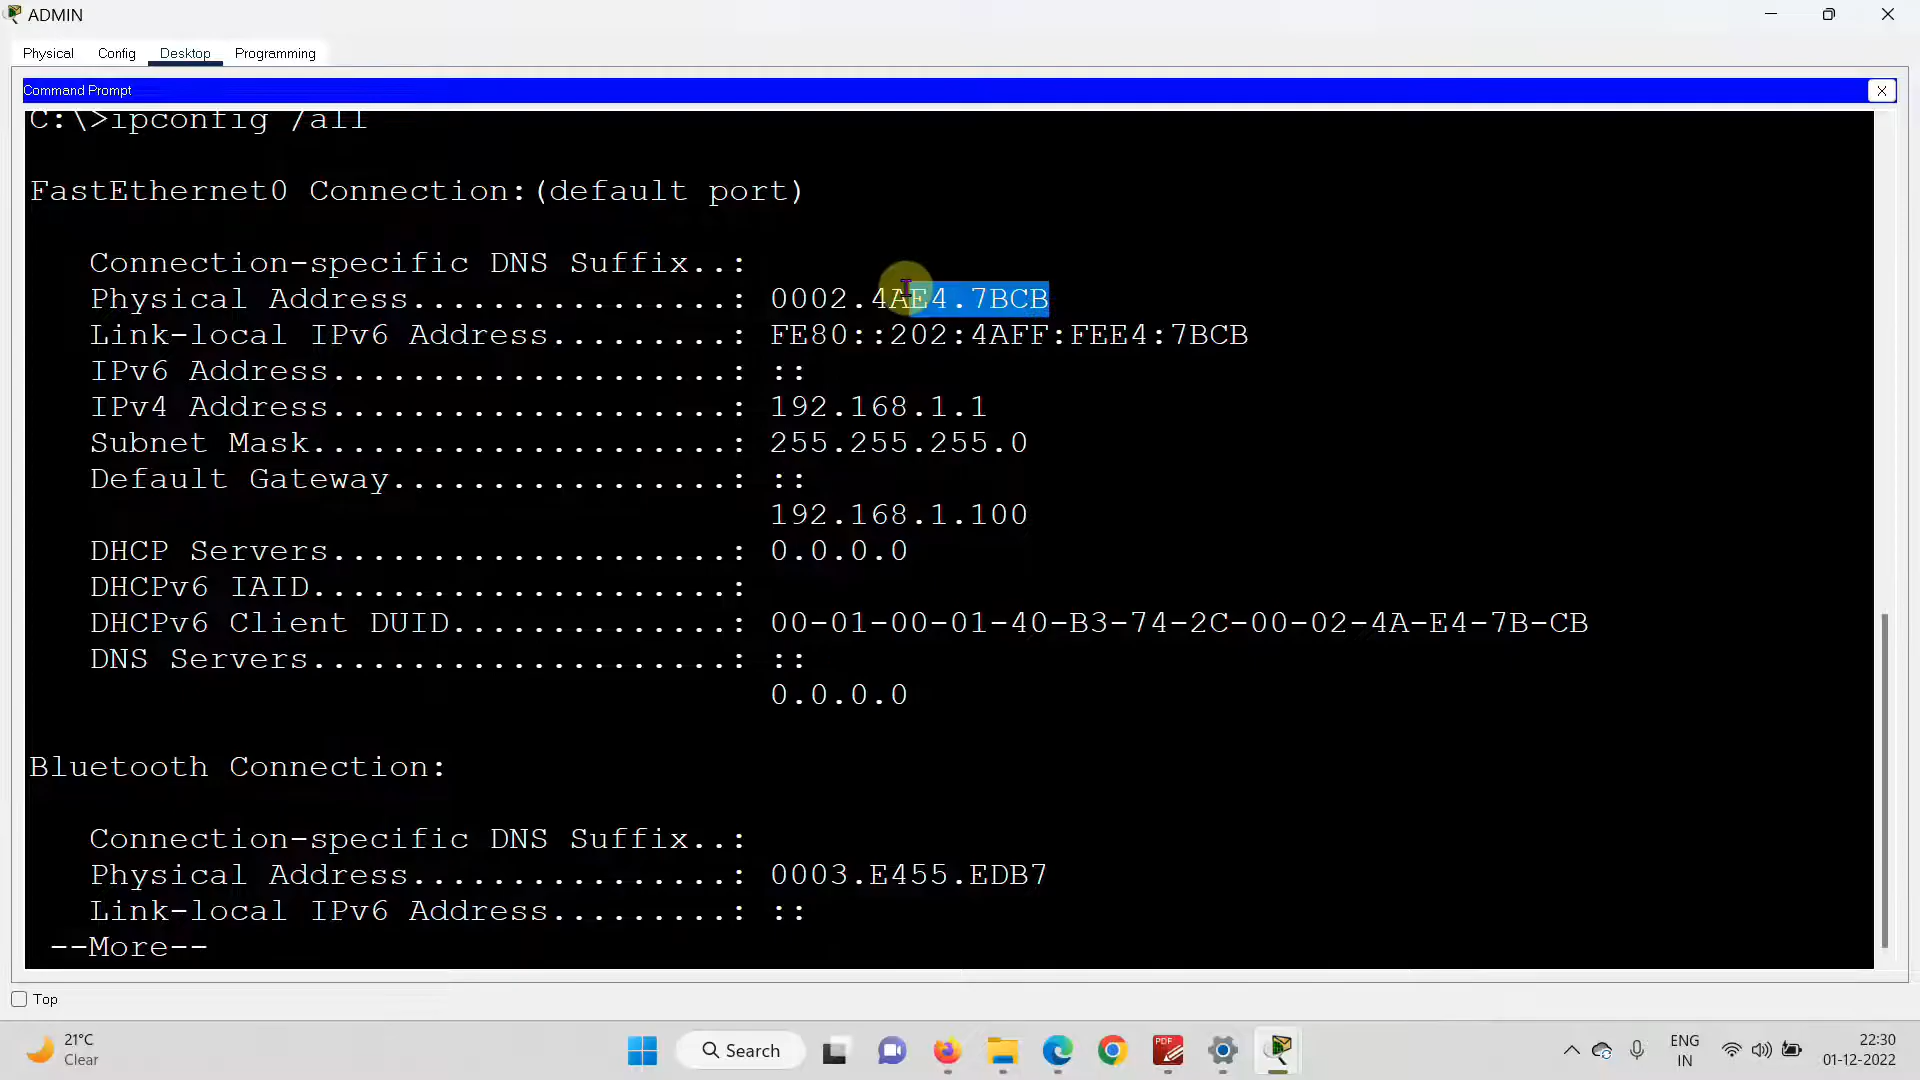 ADMIN
Physical Config Desktop Programming
Command Prompt
C:\>ipconfig /all
FastEthernet0 Connection:(default port)
Connection-specific DNS Suffix..:
Physical Address................: 0002.4AE4.7BCB
Link-local IPv6 Address.........: FE80::202:4AFF:FEE4:7BCB
IPv6 Address....................: ::
IPv4 Address....................: 192.168.1.1
Subnet Mask.....................: 255.255.255.0
Default Gateway.................: ::
192.168.1.100
DHCP Servers....................: 0.0.0.0
DHCPv6 IAID.....................:
DHCPv6 Client DUID..............: 00-01-00-01-40-B3-74-2C-00-02-4A-E4-7B-CB
DNS Servers.....................: ::
0.0.0.0
Bluetooth Connection:
Connection-specific DNS Suffix..:
Physical Address................: 0003.E455.EDB7
Link-local IPv6 Address.........: ::
--More--
Top
21°C
Clear
Search
PDF
ENG
IN
22:30
01-12-2022